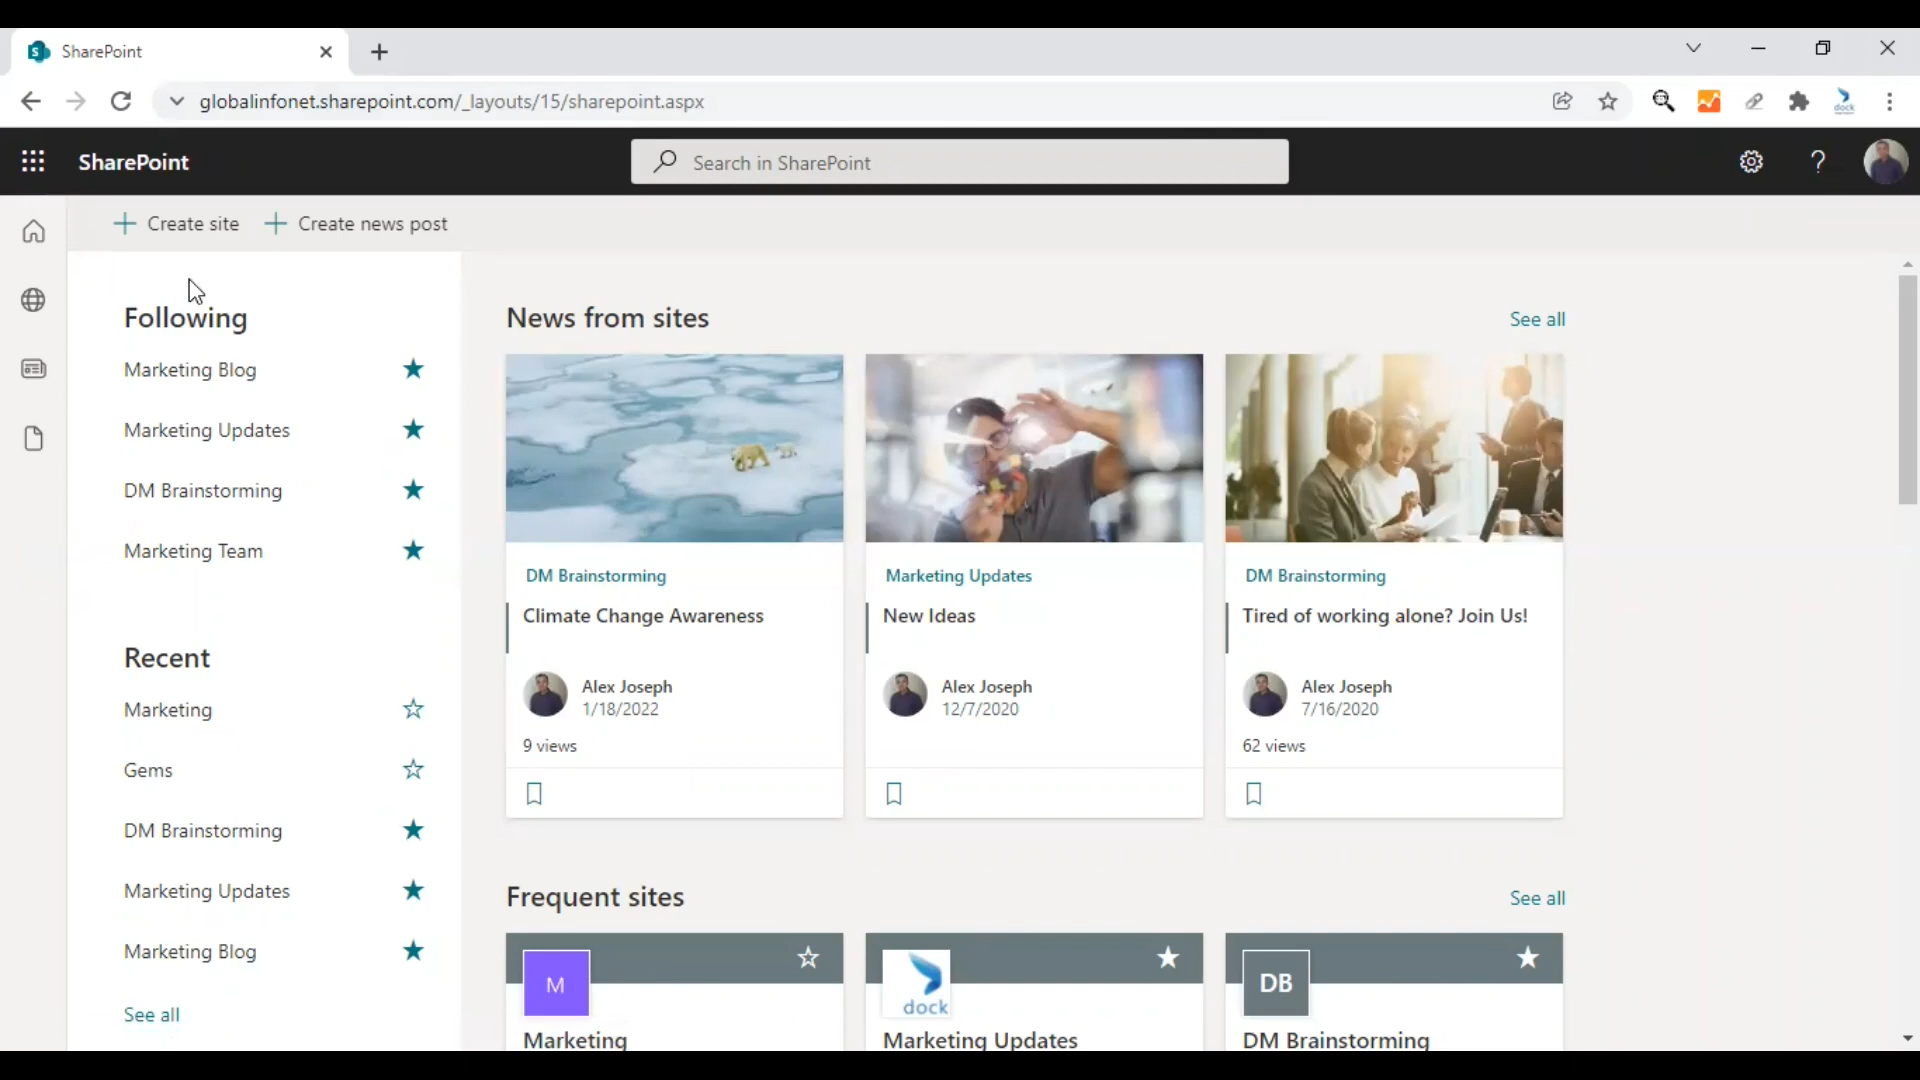 SharePoint
globalinfonet.sharepoint.com/_layouts/15/sharepoint.aspx
dock
SharePoint
Search in SharePoint
Create site
Create news post
Following
Marketing Blog
Marketing Updates
DM Brainstorming
Marketing Team
Recent
Marketing
Gems
DM Brainstorming
Marketing Updates
Marketing Blog
See all
News from sites
See all
DM Brainstorming
Climate Change Awareness
Alex Joseph
1/18/2022
9 views
Marketing Updates
New Ideas
Alex Joseph
12/7/2020
DM Brainstorming
Tired of working alone? Join Us!
Alex Joseph
7/16/2020
62 views
Frequent sites
See all
M
Marketing
dock
Marketing Updates
DB
DM Brainstorming